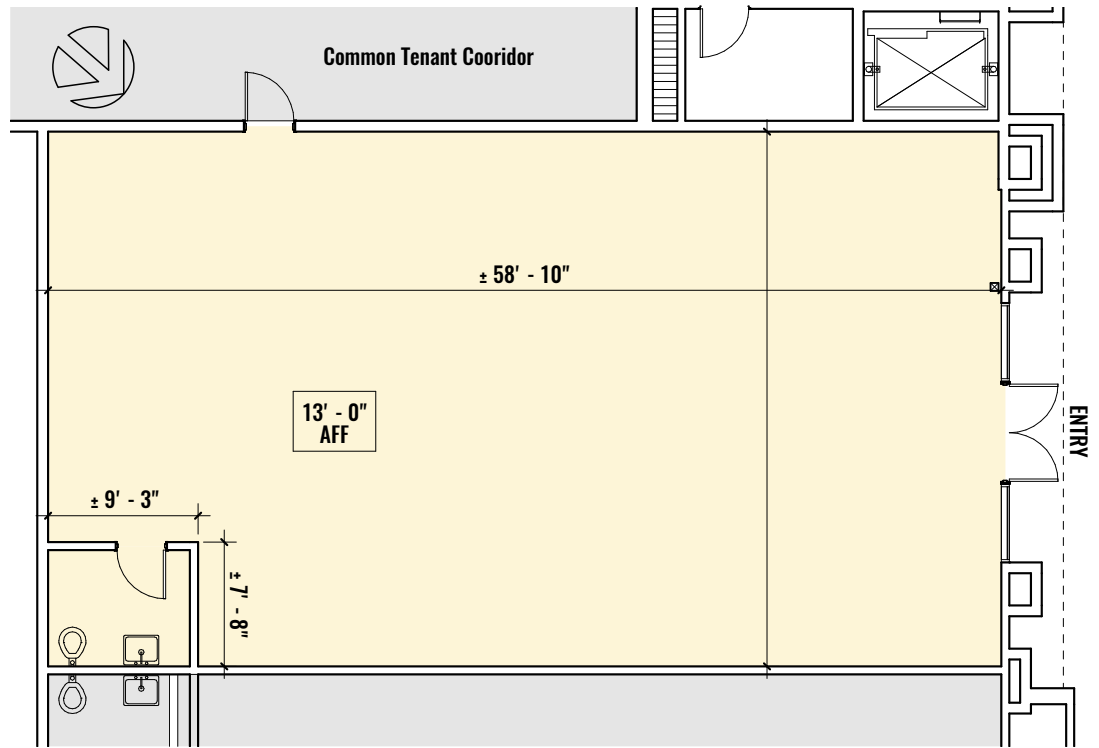 Common Tenant Cooridor
± 58' - 10"
13' - 0"
AFF
ENTRY
± 9' - 3"
± 7' - 8"